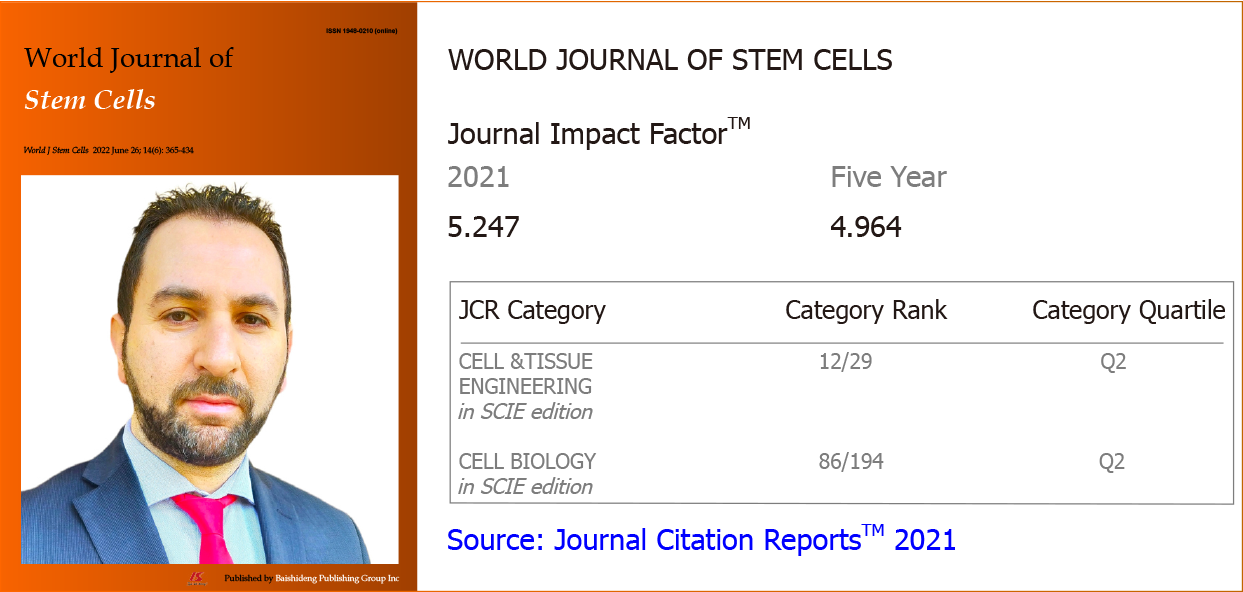 ISSN 1948-0210 (online)
World Journal of
Stem Cells
World J Stem Cells 2022 June 26; 14(6): 365-434
Published by Baishideng Publishing Group Inc
WORLD JOURNAL OF STEM CELLS
Journal Impact Factor™
2021 Five Year
5.247 4.964
JCR Category Category Rank Category Quartile
CELL &TISSUE 12/29 Q2
ENGINEERING
in SCIE edition
CELL BIOLOGY 86/194 Q2
in SCIE edition
Source: Journal Citation Reports™ 2021